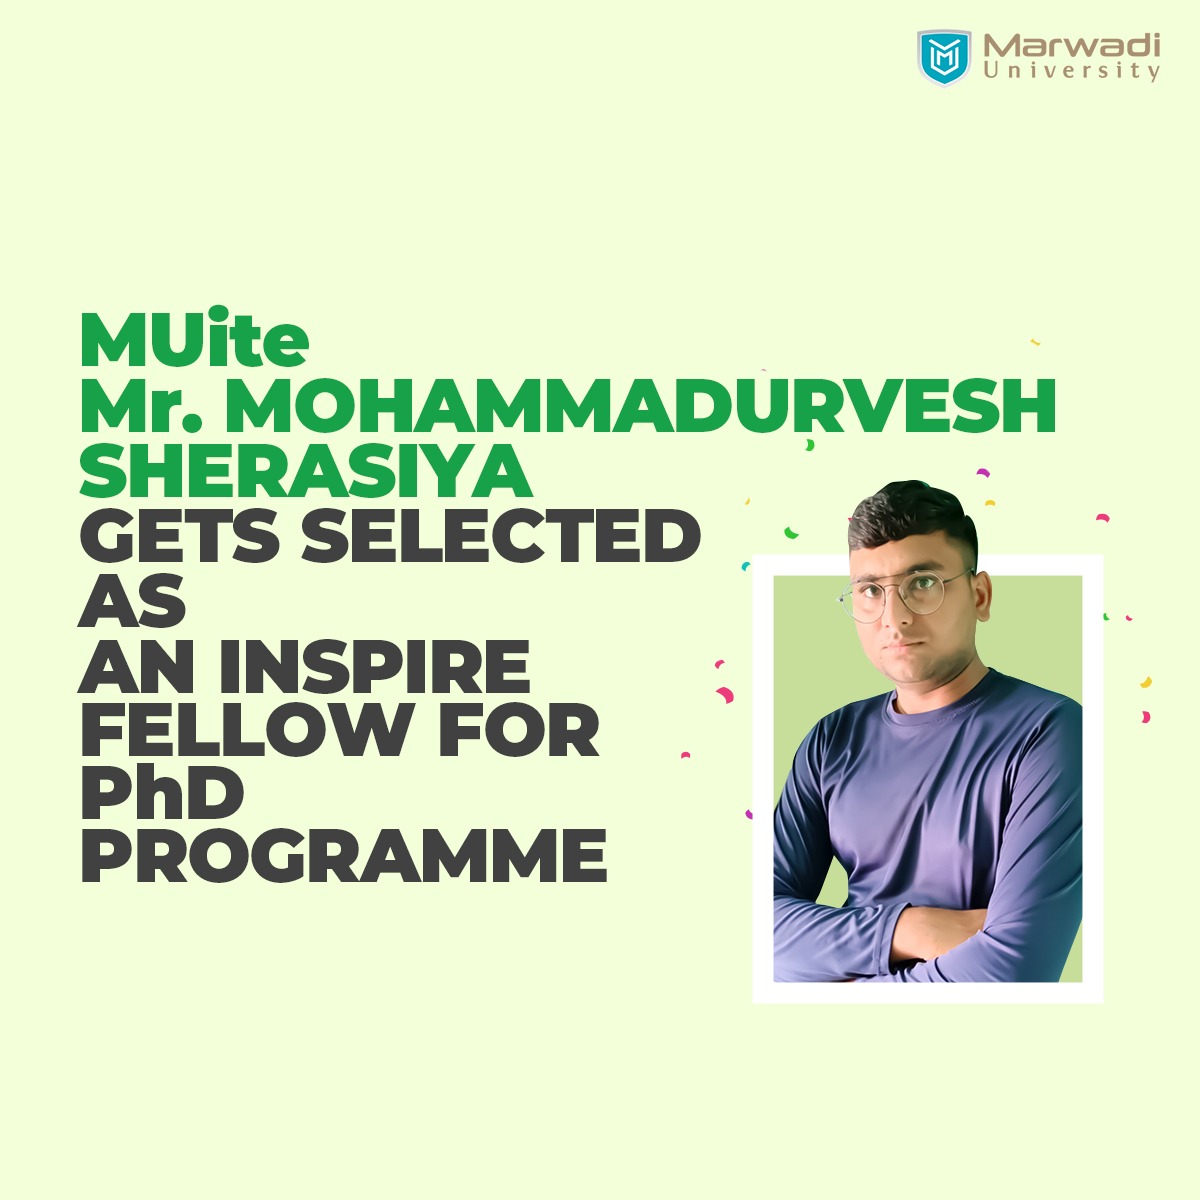 Marwadi
University
MUite
Mr. MOHAMMADURVESH
SHERASIYA
GETS SELECTED
AS
AN INSPIRE
FELLOW FOR
PhD
PROGRAMME